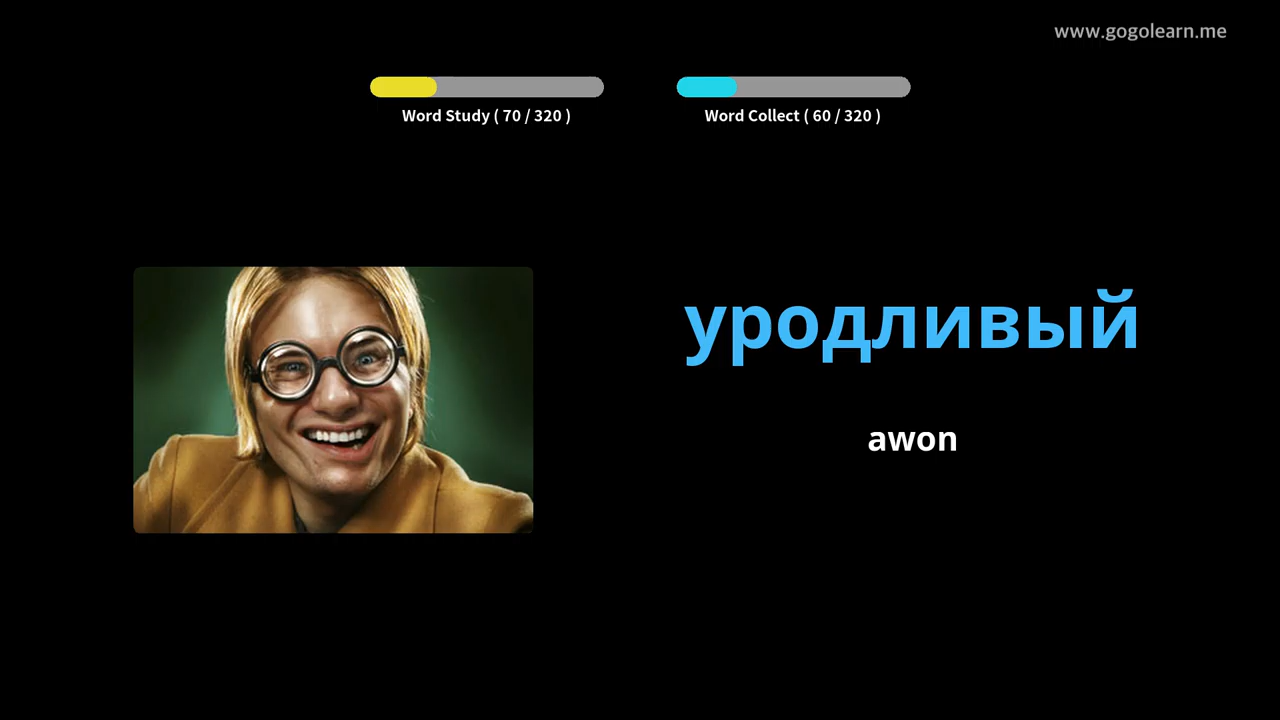 www.gogolearn.me
Word Study ( 70 / 320 )
Word Collect ( 60 / 320 )
уродливый
awon